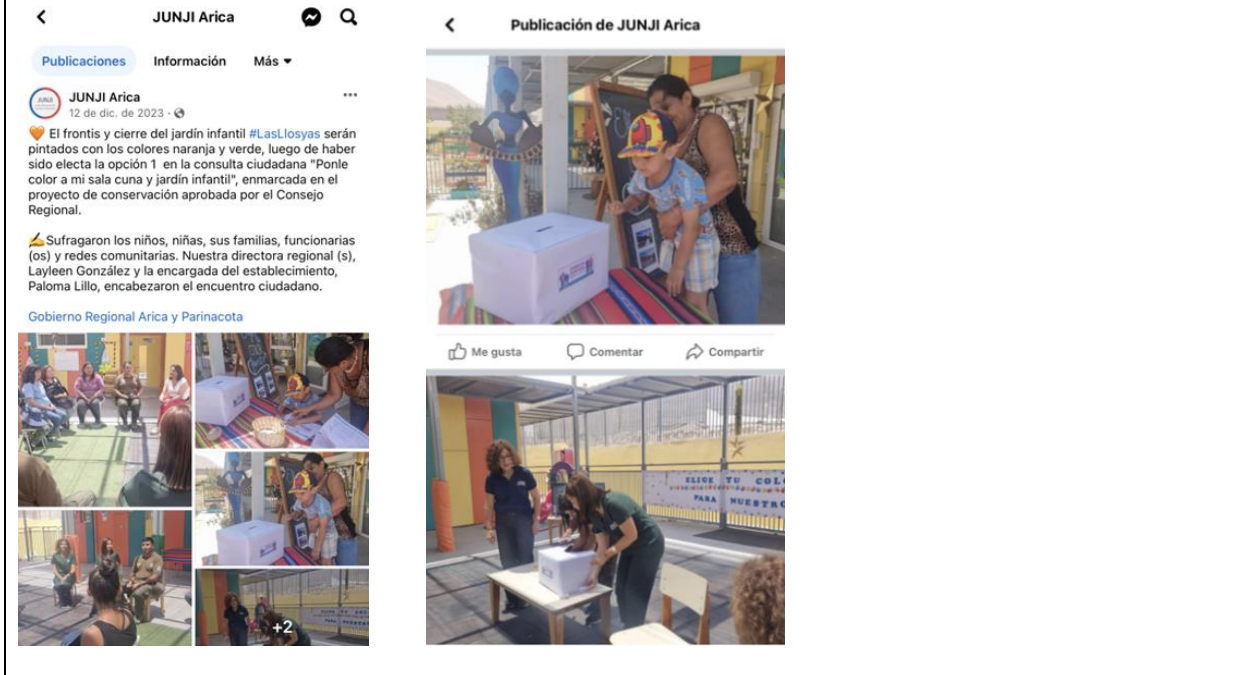 JUNJI Arica
Publicaciones
Información
Más
JUNJI
JUNJI Arica
12 de dic. de 2023 ·
El frontis y cierre del jardín infantil #LasLlosyas serán
pintados con los colores naranja y verde, luego de haber
sido electa la opción 1 en la consulta ciudadana "Ponle
color a mi sala cuna y jardín infantil", enmarcada en el
proyecto de conservación aprobada por el Consejo
Regional.
Sufragaron los niños, niñas, sus familias, funcionarias
(os) y redes comunitarias. Nuestra directora regional (s),
Layleen González y la encargada del establecimiento,
Paloma Lillo, encabezaron el encuentro ciudadano.
Gobierno Regional Arica y Parinacota
+2
Publicación de JUNJI Arica
Me gusta
Comentar
Compartir
ELIGE TU COLO
PARA NUESTRO